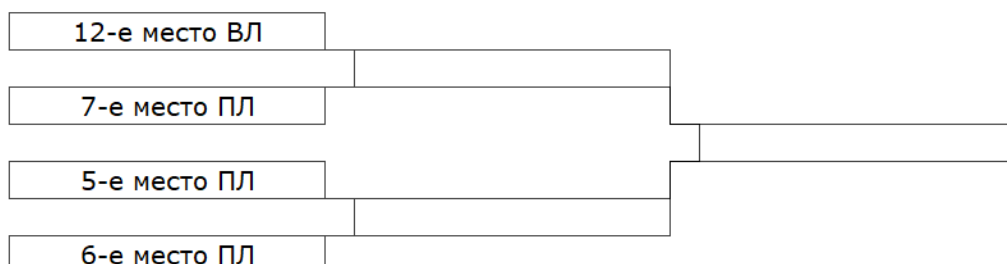 12-е место ВЛ
7-е место ПЛ
5-е место ПЛ
6-е место ПЛ